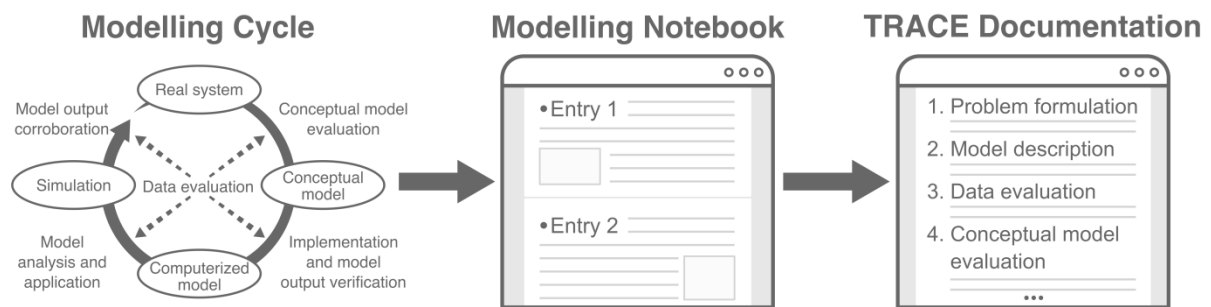 Modelling Cycle
Real system
Model output
corroboration
Conceptual model
evaluation
Simulation
Data evaluation
Conceptual
model
Model
analysis and
application
Computerized
model
Implementation
and model
output verification
Modelling Notebook
•Entry 1
•Entry 2
TRACE Documentation
1. Problem formulation
2. Model description
3. Data evaluation
4. Conceptual model
evaluation
...